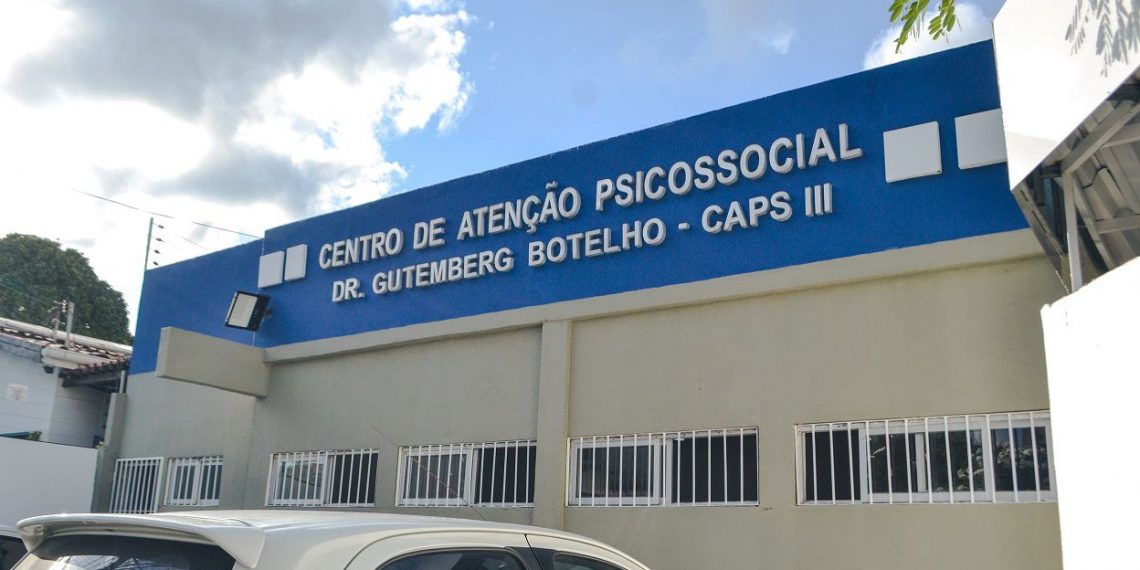 CENTRO DE ATENÇÃO PSICOSSOCIAL
DR. GUTEMBERG BOTELHO - CAPS III